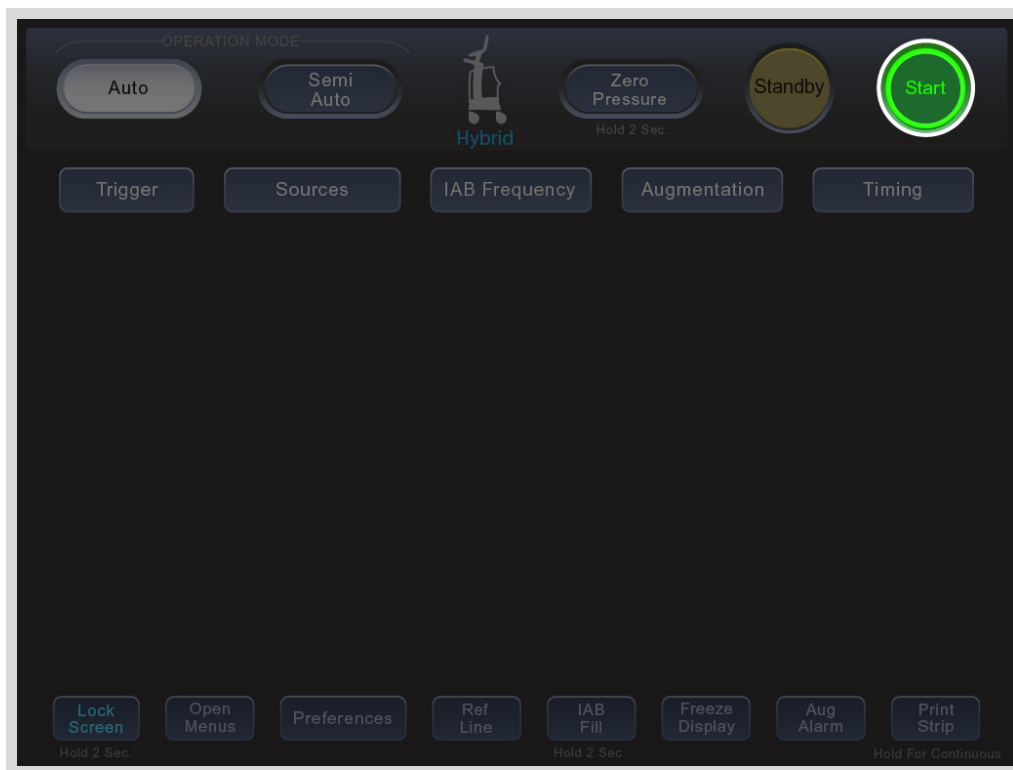 OPERATION MODE
Auto
Semi
Auto
Hybrid
Zero
Pressure
Hold 2 Sec.
Standby
Start
Trigger
Sources
IAB Frequency
Augmentation
Timing
Lock
Screen
Hold 2 Sec.
Open
Menus
Preferences
Ref
Line
IAB
Fill
Hold 2 Sec.
Freeze
Display
Aug
Alarm
Print
Strip
Hold For Continuous